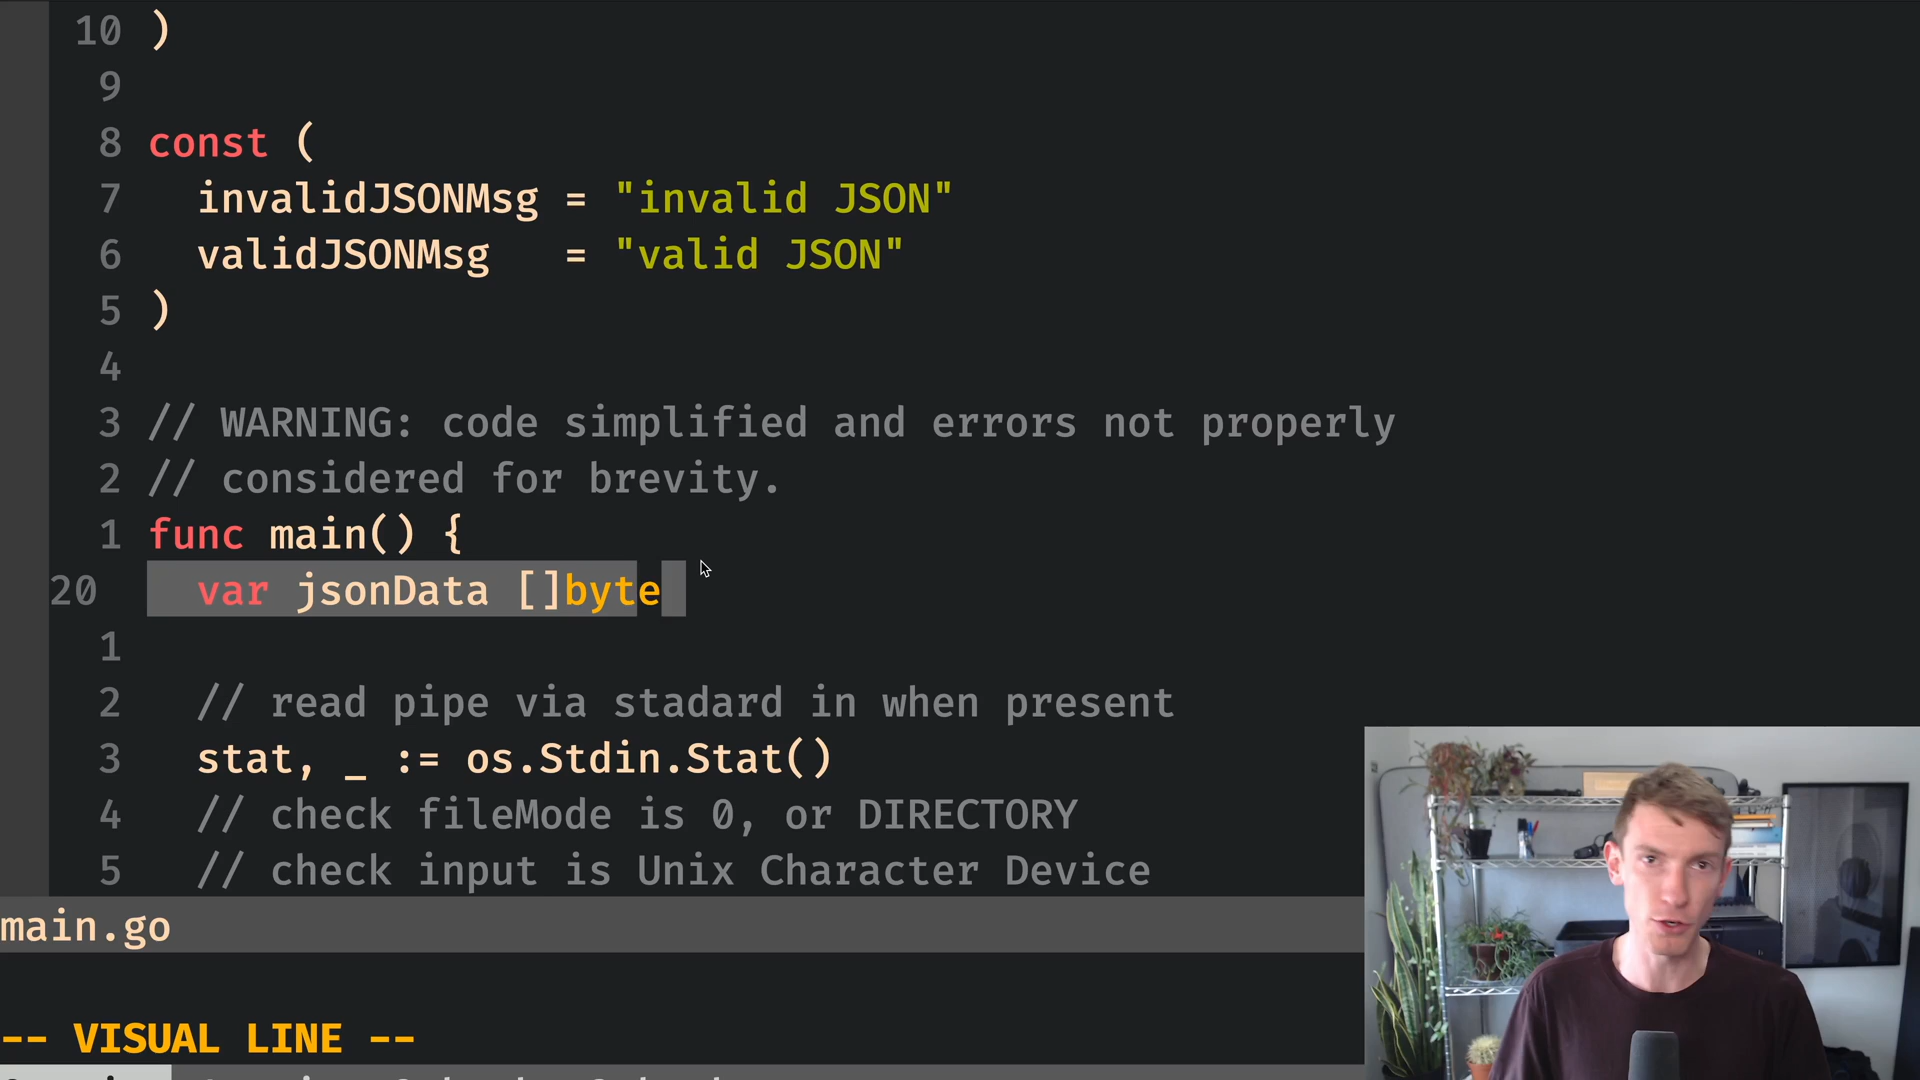 10 )
9
8 const (
7 invalidJSONMsg = "invalid JSON"
6 validJSONMsg = "valid JSON"
5 )
4
3 // WARNING: code simplified and errors not properly
2 // considered for brevity.
1 func main() {
20 var jsonData []byte
1
2 // read pipe via stadard in when present
3 stat, _ := os.Stdin.Stat()
4 // check fileMode is 0, or DIRECTORY
5 // check input is Unix Character Device
main.go
-- VISUAL LINE --